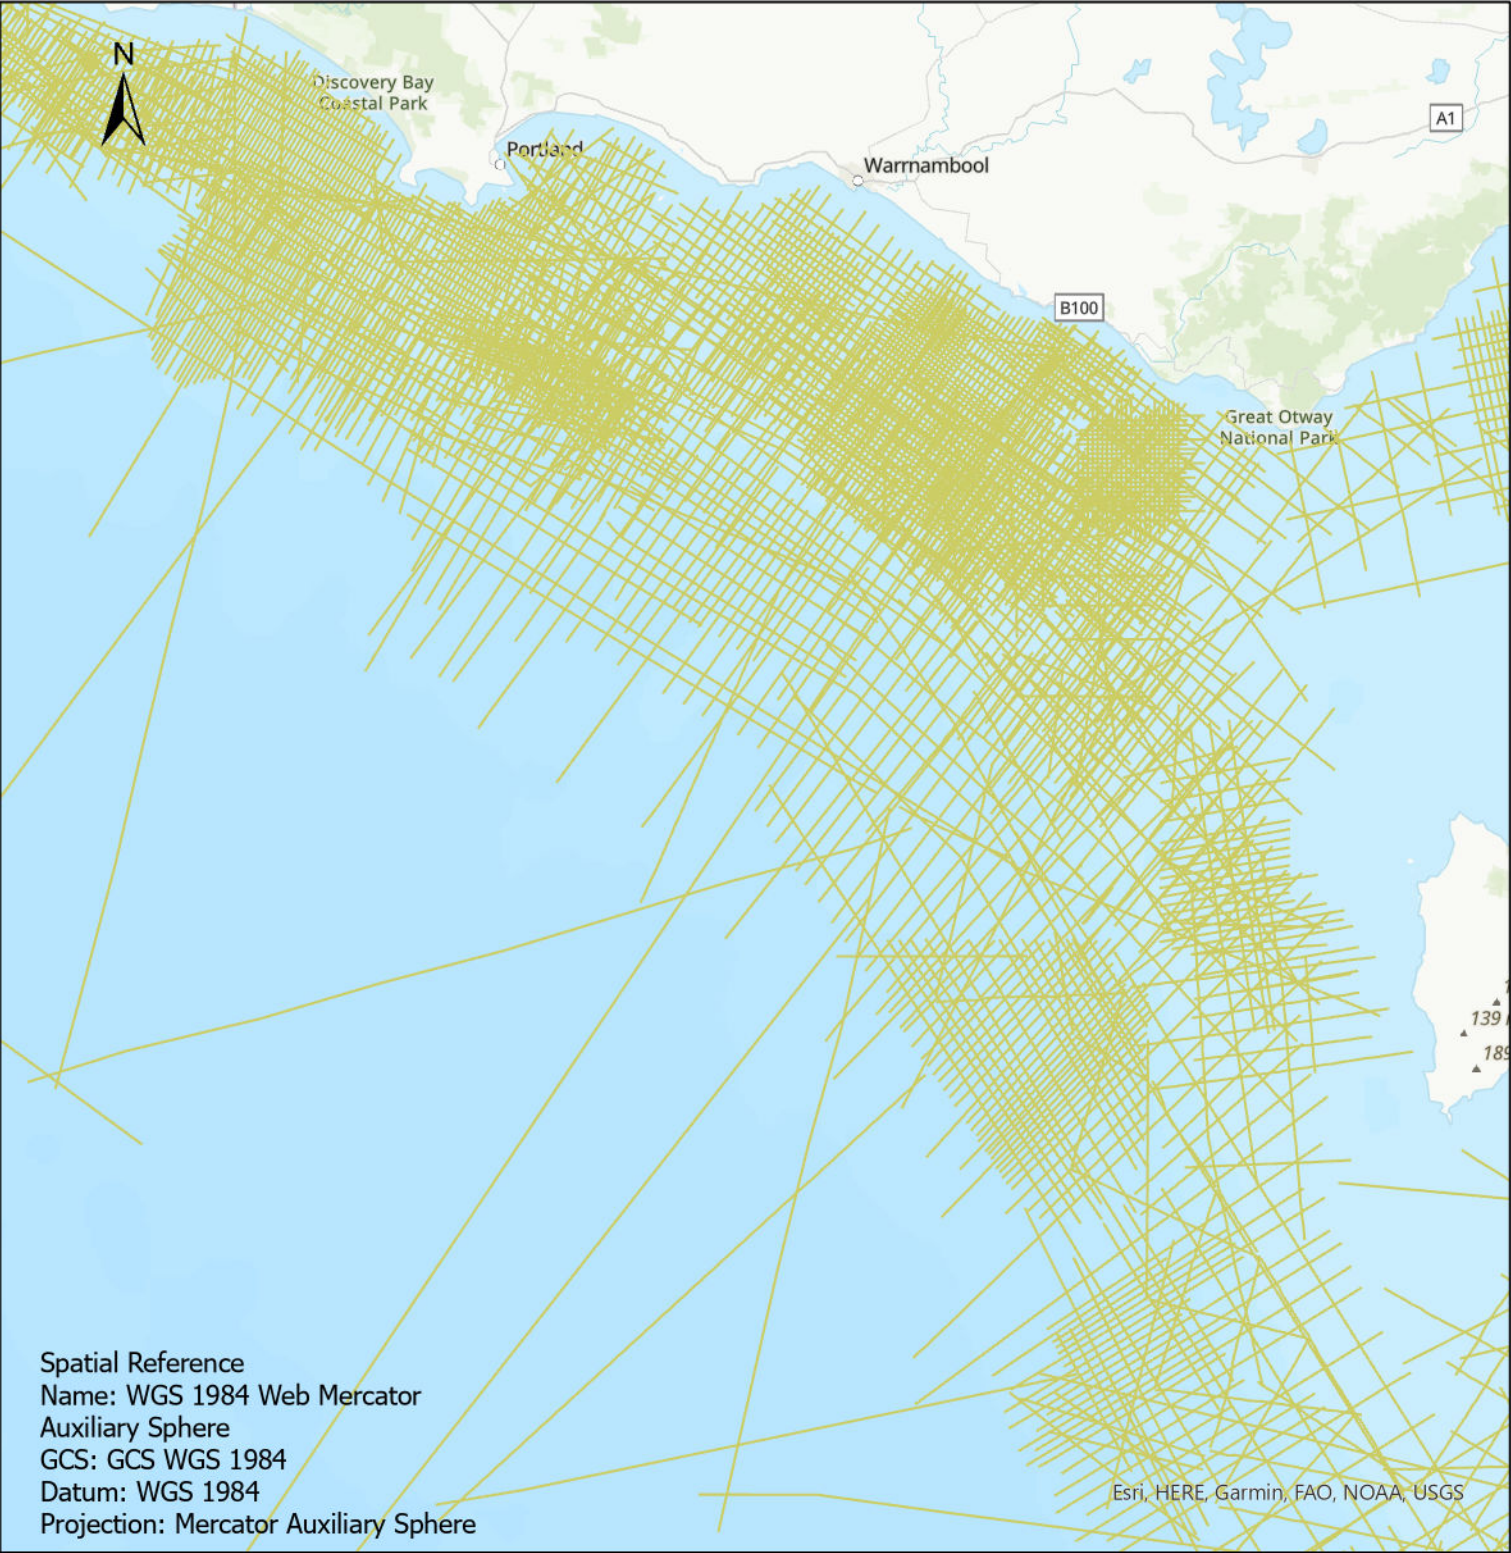 N
Discovery Bay
Coastal Park
Portland
Warrnambool
A1
B100
Great Otway
National Park
139
189
Spatial Reference
Name: WGS 1984 Web Mercator
Auxiliary Sphere
GCS: GCS WGS 1984
Datum: WGS 1984
Projection: Mercator Auxiliary Sphere
Esri, HERE, Garmin, FAO, NOAA, USGS